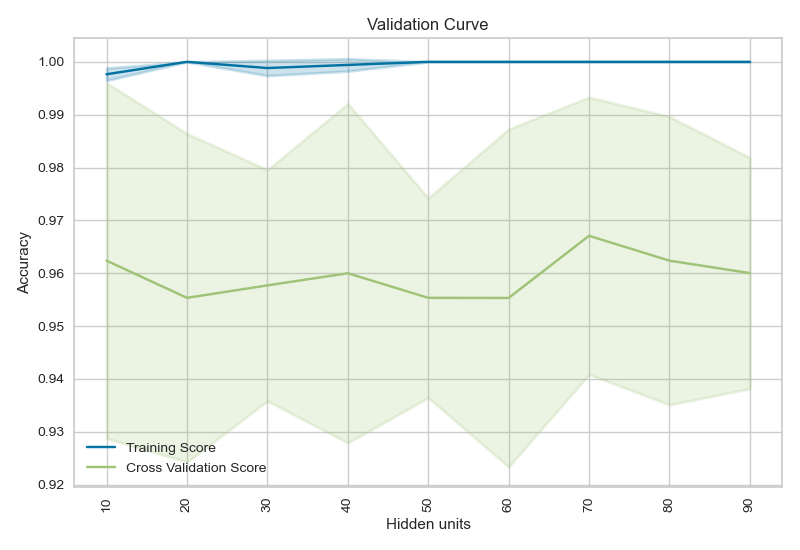 Validation Curve
Accuracy
1.00
0.99
0.98
0.97
0.96
0.95
0.94
0.93
0.92
Training Score
Cross Validation Score
10 20 30 40 50 60 70 80 90
Hidden units